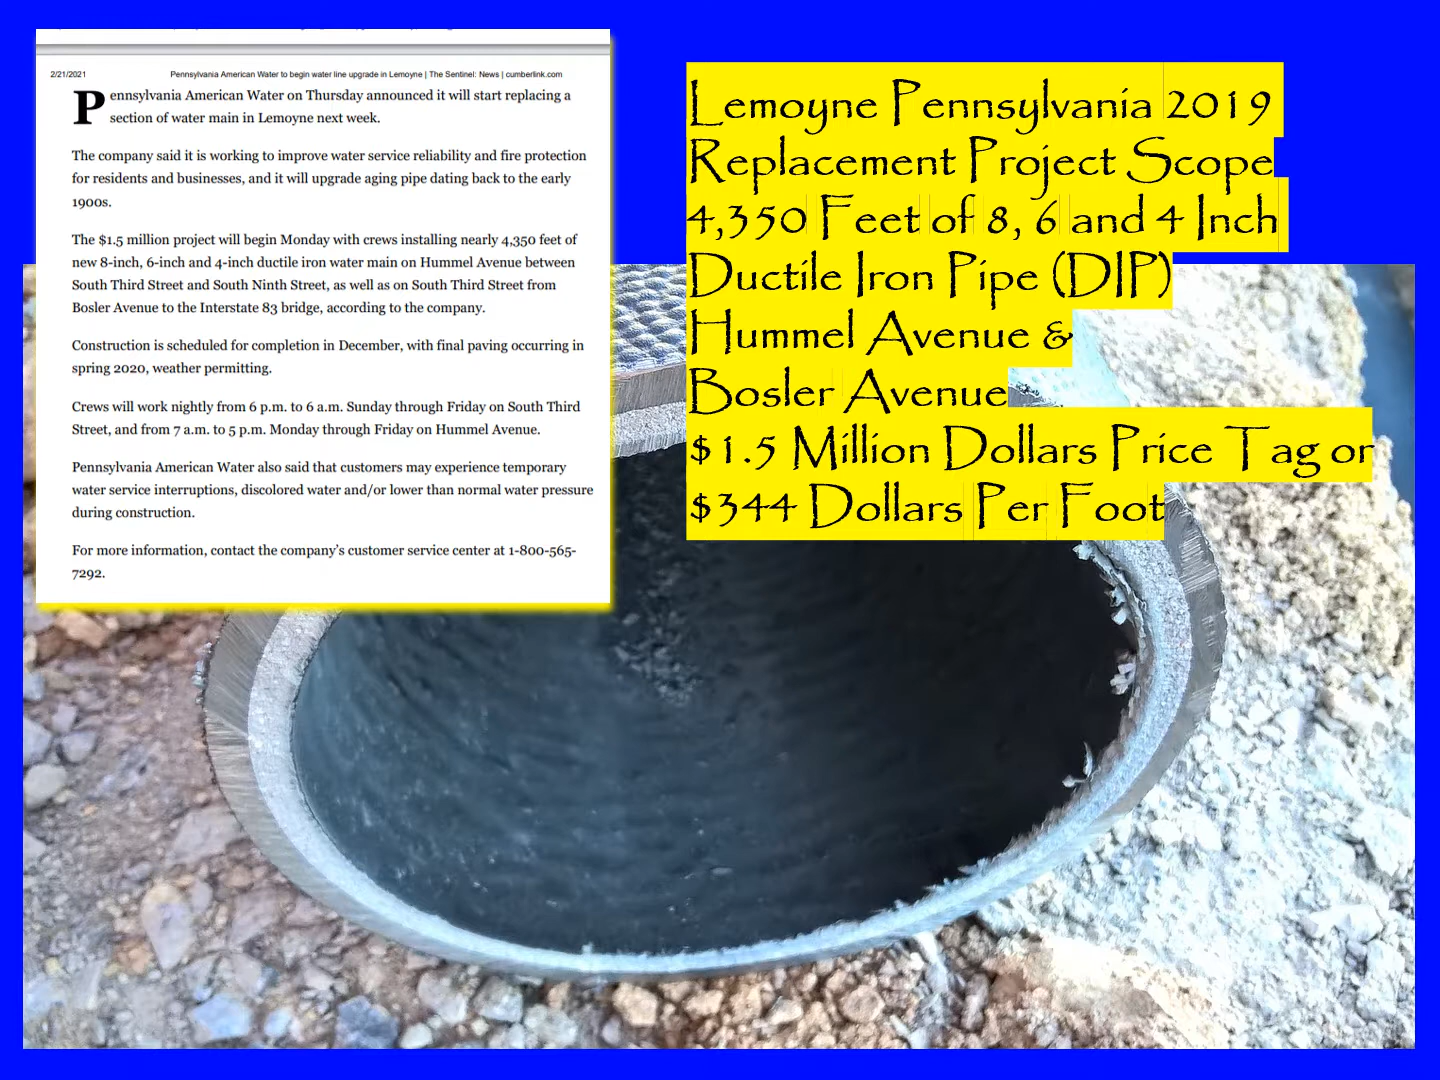 2/21/2021 Pennsylvania American Water to begin water line upgrade in Lemoyne | The Sentinel: News | cumberlink.com
Pennsylvania American Water on Thursday announced it will start replacing a
section of water main in Lemoyne next week.
The company said it is working to improve water service reliability and fire protection
for residents and businesses, and it will upgrade aging pipe dating back to the early
1900s.
The $1.5 million project will begin Monday with crews installing nearly 4,350 feet of
new 8-inch, 6-inch and 4-inch ductile iron water main on Hummel Avenue between
South Third Street and South Ninth Street, as well as on South Third Street from
Bosler Avenue to the Interstate 83 bridge, according to the company.
Construction is scheduled for completion in December, with final paving occurring in
spring 2020, weather permitting.
Crews will work nightly from 6 p.m. to 6 a.m. Sunday through Friday on South Third
Street, and from 7 a.m. to 5 p.m. Monday through Friday on Hummel Avenue.
Pennsylvania American Water also said that customers may experience temporary
water service interruptions, discolored water and/or lower than normal water pressure
during construction.
For more information, contact the company's customer service center at 1-800-565-
7292.
Lemoyne Pennsylvania 2019
Replacement Project Scope
4,350 Feet of 8, 6 and 4 Inch
Ductile Iron Pipe (DIP)
Hummel Avenue &
Bosler Avenue
$1.5 Million Dollars Price Tag or
$344 Dollars Per Foot